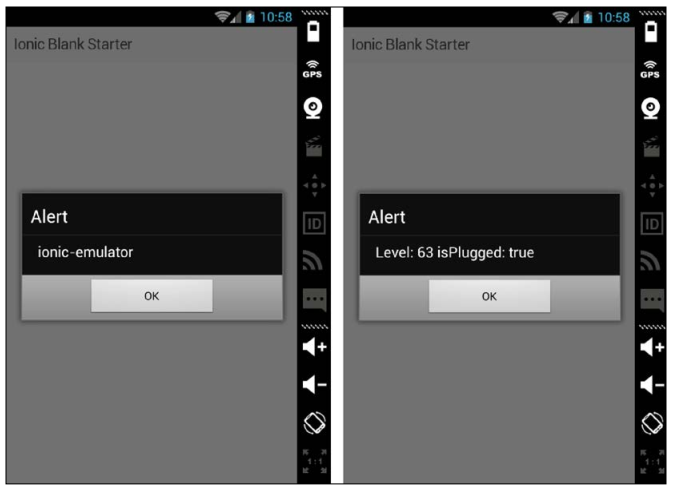 10:58
Ionic Blank Starter
GPS
Alert
ionic-emulator
OK
ID
1:1
10:58
Ionic Blank Starter
GPS
Alert
Level: 63 isPlugged: true
OK
ID
1:1